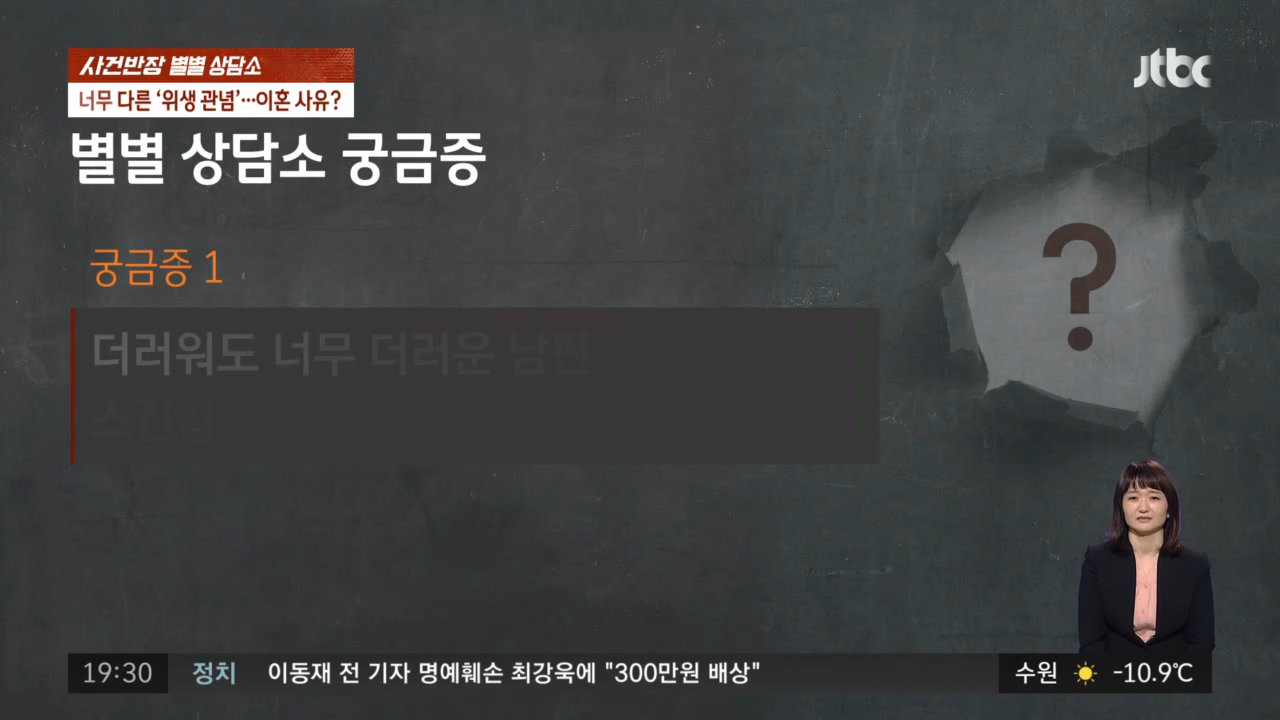 사건반장 별별 상담소
너무 다른 '위생 관념'…이혼 사유?
jtbc
별별 상담소 궁금증
궁금증 1
?
더러워도 너무 더러운 남편
스킨십
19:30 정치 이동재 전 기자 명예훼손 최강욱에 "300만원 배상" 수원 -10.9℃